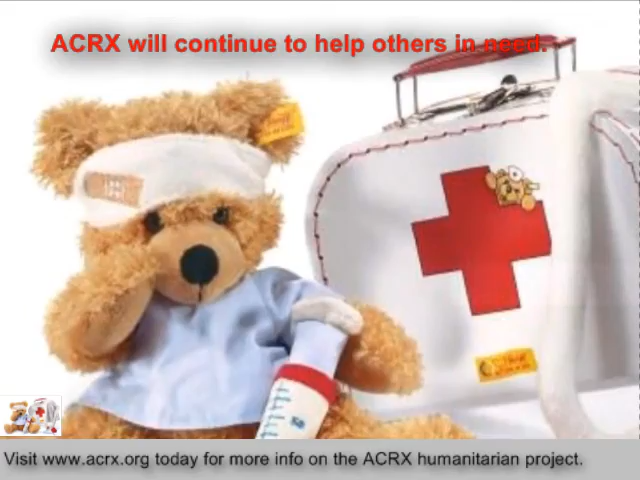 ACRX will continue to help others in need.
Visit www.acrx.org today for more info on the ACRX humanitarian project.